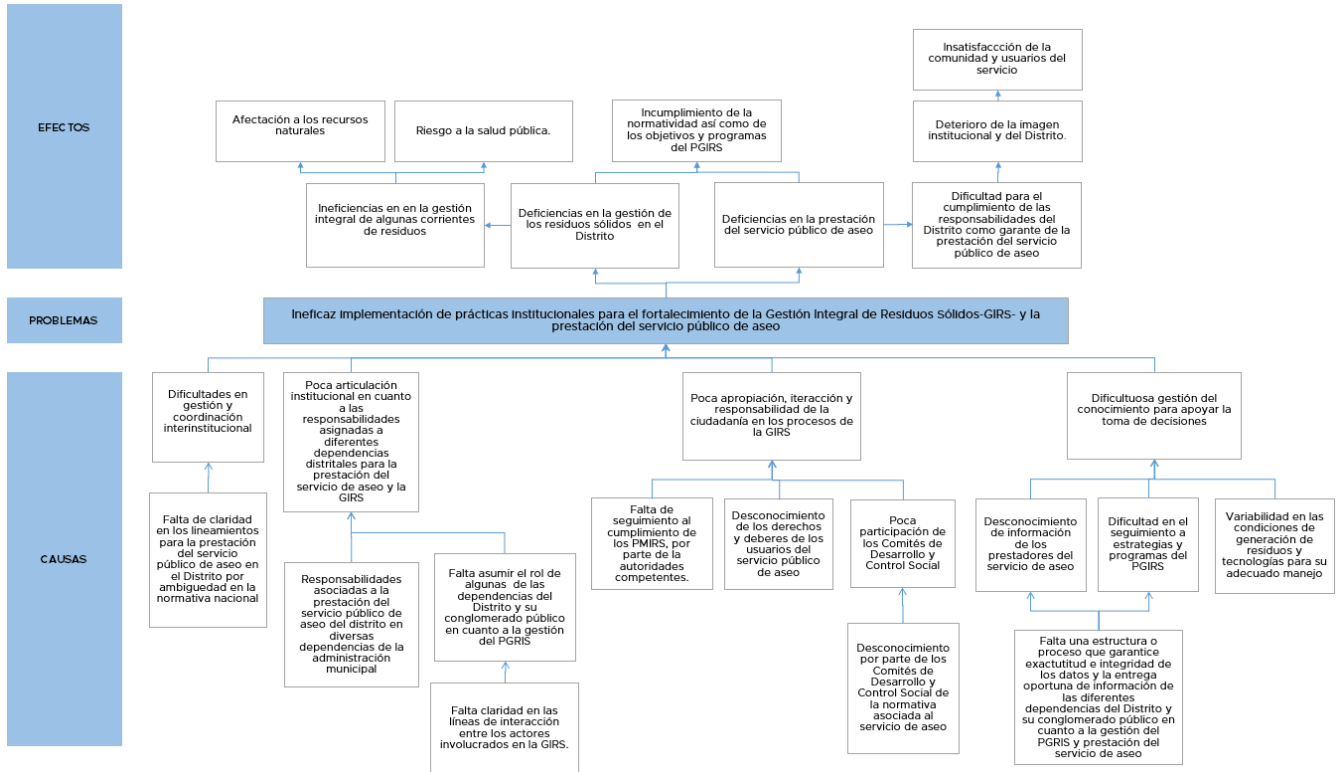 EFECTOS
Insatisfaccción de la
comunidad y usuarios del
servicio
Afectación a los recursos
naturales
Riesgo a la salud pública.
Incumplimiento de la
normatividad así como de
los objetivos y programas
del PGIRS
Deterioro de la imagen
institucional y del Distrito.
Ineficiencias en en la gestión
integral de algunas corrientes
de residuos
Deficiencias en la gestión de
los residuos sólidos en el
Distrito
Deficiencias en la prestación
del servicio público de aseo
Dificultad para el
cumplimiento de las
responsabilidades del
Distrito como garante de la
prestación del servicio
público de aseo
PROBLEMAS
Ineficaz implementación de prácticas institucionales para el fortalecimiento de la Gestión Integral de Residuos Sólidos-GIRS- y la
prestación del servicio público de aseo
CAUSAS
Dificultades en
gestión y
coordinación
interinstitucional
Poca articulación
institucional en cuanto
a las
responsabilidades
asignadas a
diferentes
dependencias
distritales para la
prestación del
servicio de aseo y la
GIRS
Poca apropiación, iteracción y
responsabilidad de la
ciudadanía en los procesos de
la GIRS
Dificultuosa gestión del
conocimiento para apoyar la
toma de decisiones
Falta de claridad
en los lineamientos
para la prestación
del servicio
público de aseo en
el Distrito por
ambiguedad en la
normativa nacional
Responsabilidades
asociadas a la
prestación del
servicio público de
aseo del distrito en
diversas
dependencias de la
administración
municipal
Falta asumir el rol de
algunas de las
dependencias del
Distrito y su
conglomerado público
en cuanto a la gestión
del PGRIS
Falta claridad en las
líneas de interacción
entre los actores
involucrados en la GIRS.
Falta de
seguimiento al
cumplimiento de
los PMIRS, por
parte de la
autoridades
competentes.
Desconocimiento
de los derechos
y deberes de los
usuarios del
servicio público
de aseo
Poca
participación de
los Comités de
Desarrollo y
Control Social
Desconocimiento
por parte de los
Comités de
Desarrollo y
Control Social de
la normativa
asociada al
servicio de aseo
Desconocimiento
de información
de los
prestadores del
servicio de aseo
Dificultad en el
seguimiento a
estrategias y
programas del
PGIRS
Variabilidad en las
condiciones de
generación de
residuos y
tecnologías para su
adecuado manejo
Falta una estructura o
proceso que garantice
exactutitud e integridad de
los datos y la entrega
oportuna de información de
las diferentes
dependencias del Distrito y
su conglomerado público en
cuanto a la gestión del
PGRIS y prestación del
servicio de aseo